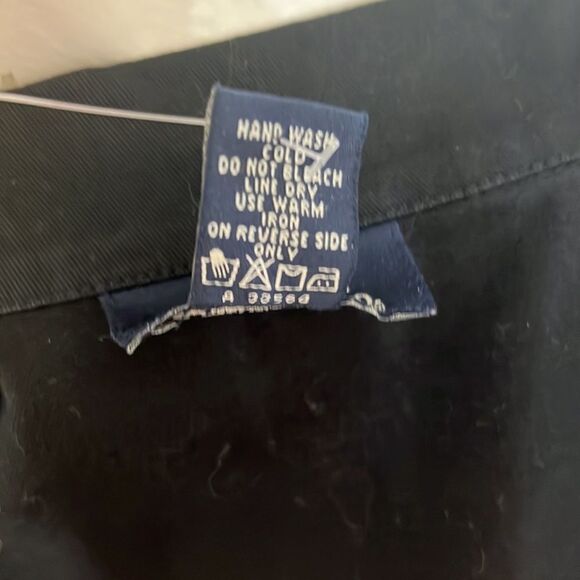 HAND WASH
COLD
DO NOT BLEACH
LINE DRY
USE WARM
IRON
ON REVERSE SIDE
ONLY